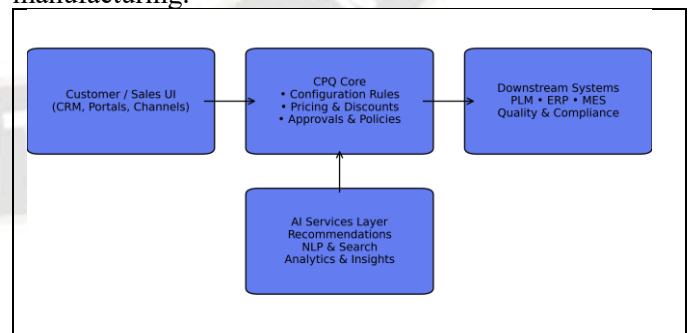 manufacturing.
Customer / Sales UI
(CRM, Portals, Channels)
CPQ Core
• Configuration Rules
• Pricing & Discounts
• Approvals & Policies
Downstream Systems
PLM • ERP • MES
Quality & Compliance
AI Services Layer
Recommendations
NLP & Search
Analytics & Insights